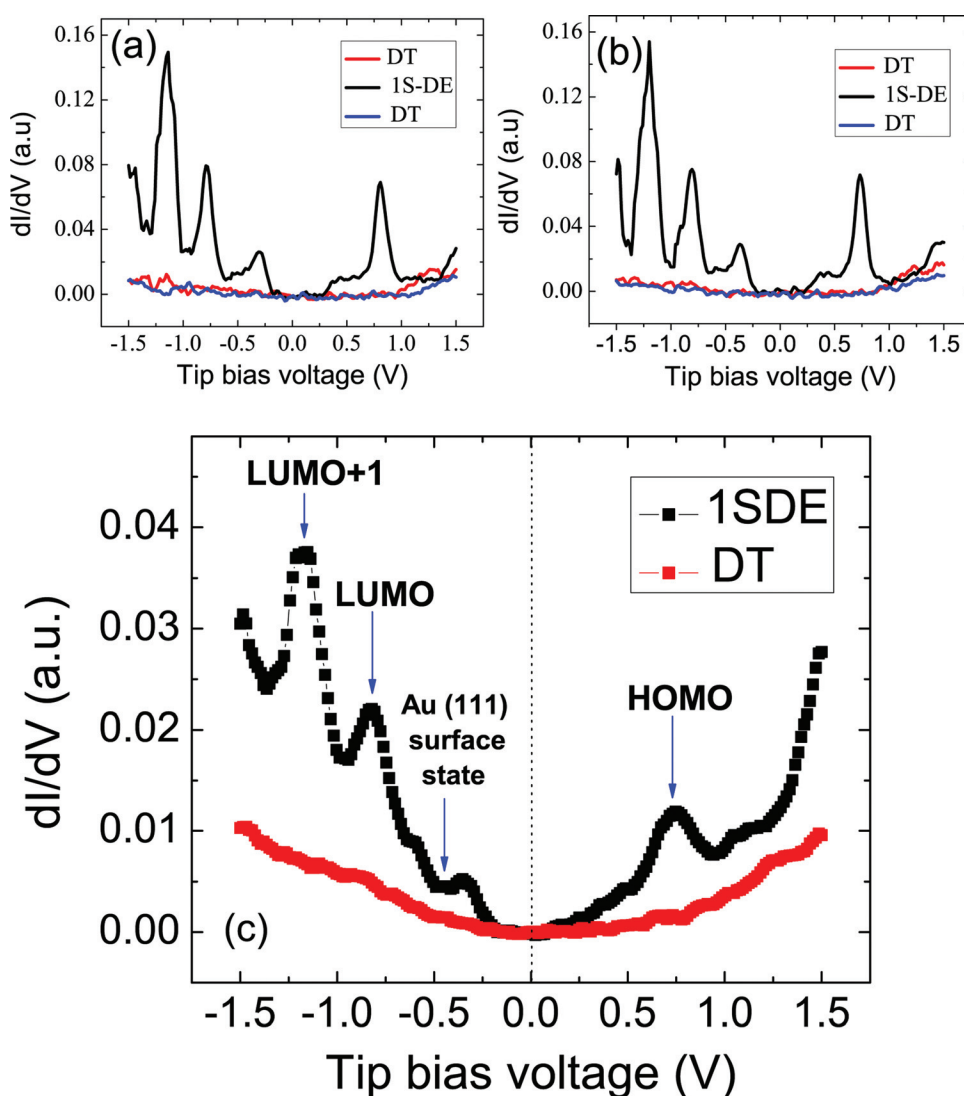 (a)
DT
1S-DE
DT
0.16
0.12
0.08
0.04
0.00
dI/dV (a.u)
-1.5 -1.0 -0.5 0.0 0.5 1.0 1.5
Tip bias voltage (V)
(b)
DT
1S-DE
DT
0.16
0.12
0.08
0.04
0.00
dI/dV (a.u)
-1.5 -1.0 -0.5 0.0 0.5 1.0 1.5
Tip bias voltage (V)
LUMO+1
LUMO
Au (111)
surface
state
HOMO
1SDE
DT
0.04
0.03
0.02
0.01
0.00
dI/dV (a.u.)
(c)
-1.5 -1.0 -0.5 0.0 0.5 1.0 1.5
Tip bias voltage (V)